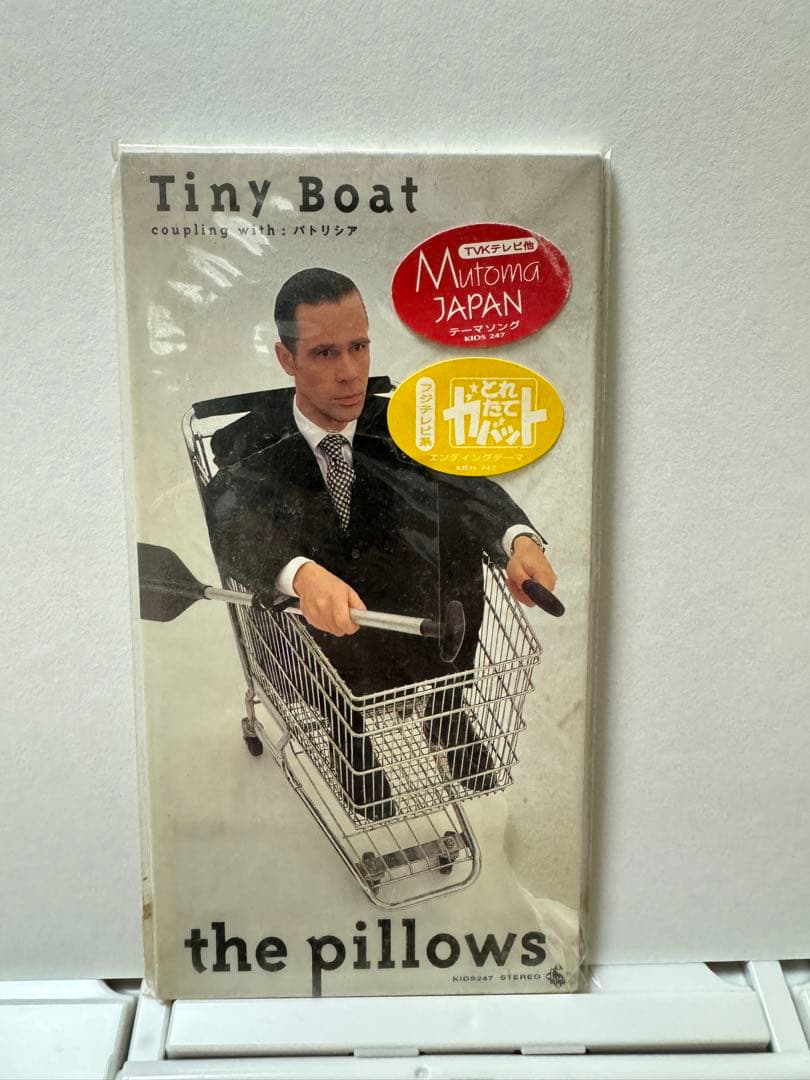 Tiny Boat
coupling with : パトリシア
TVKテレビ他
Mutoma
JAPAN
テーマソング
KIDS 247
フジテレビ系
とれ
たて
ガバット
エンディングテーマ
KIDS 247
the pillows
KIDS247 STEREO